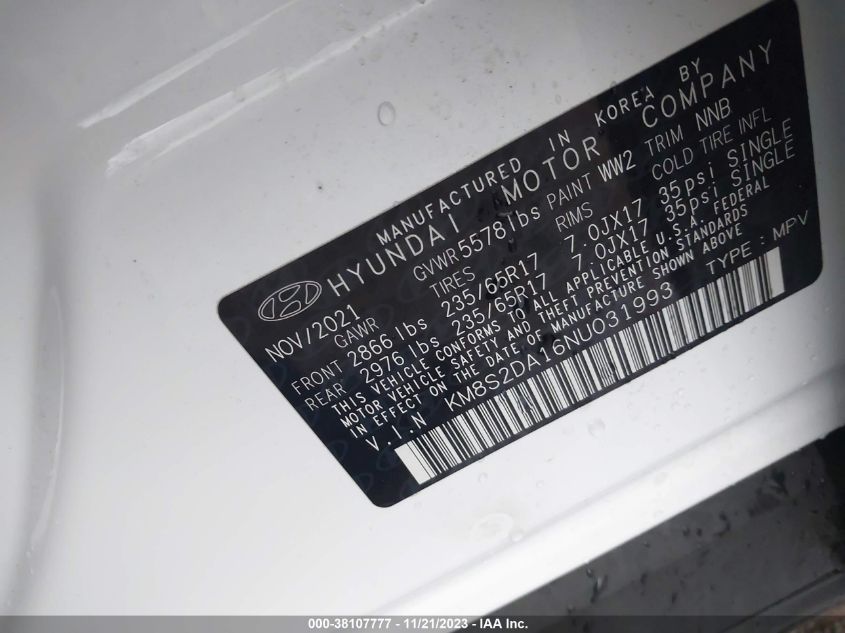 MANUFACTURED IN KOREA BY
HYUNDAI MOTOR COMPANY
NOV/2021 GVWR 5578 lbs PAINT WW2 TRIM NNB
GAWR TIRES RIMS COLD TIRE INFL
FRONT 2866 lbs 235/65R17 7.0JX17 35psi SINGLE
REAR 2976 lbs 235/65R17 7.0JX17 35psi SINGLE
THIS VEHICLE CONFORMS TO ALL APPLICABLE U.S.A. FEDERAL
MOTOR VEHICLE SAFETY AND THEFT PREVENTION STANDARDS
IN EFFECT ON THE DATE OF MANUFACTURE SHOWN ABOVE
V.I.N KM8S2DA16NU031993 TYPE : MPV
000-38107777 - 11/21/2023 - IAA Inc.